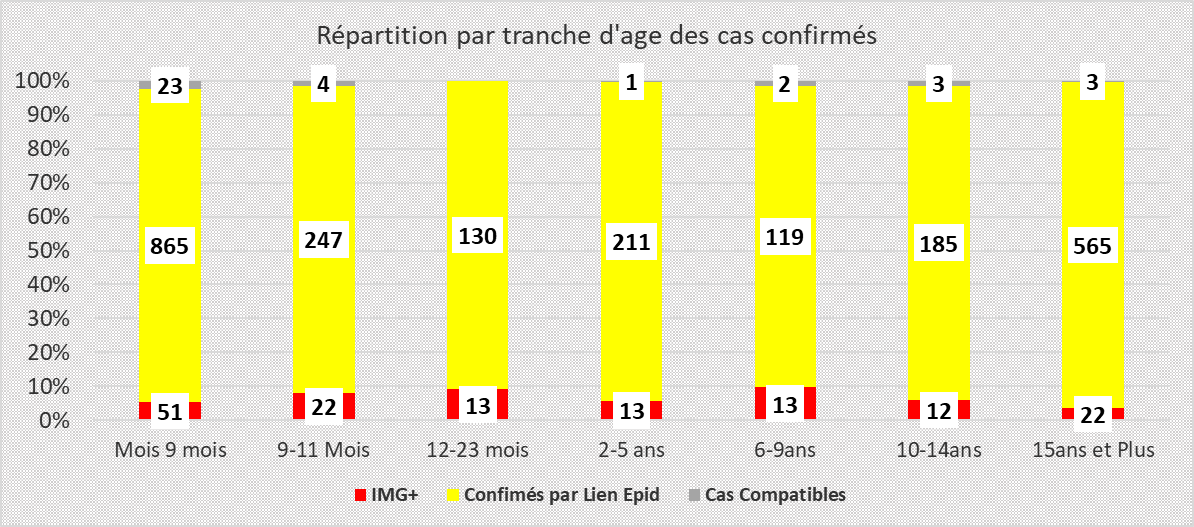 Répartition par tranche d'age des cas confirmés
100%
90%
80%
70%
60%
50%
40%
30%
20%
10%
0%
23 4 1 2 3 3
865 247 130 211 119 185 565
51 22 13 13 13 12 22
Mois 9 mois 9-11 Mois 12-23 mois 2-5 ans 6-9ans 10-14ans 15ans et Plus
IMG+ Confimés par Lien Epid Cas Compatibles